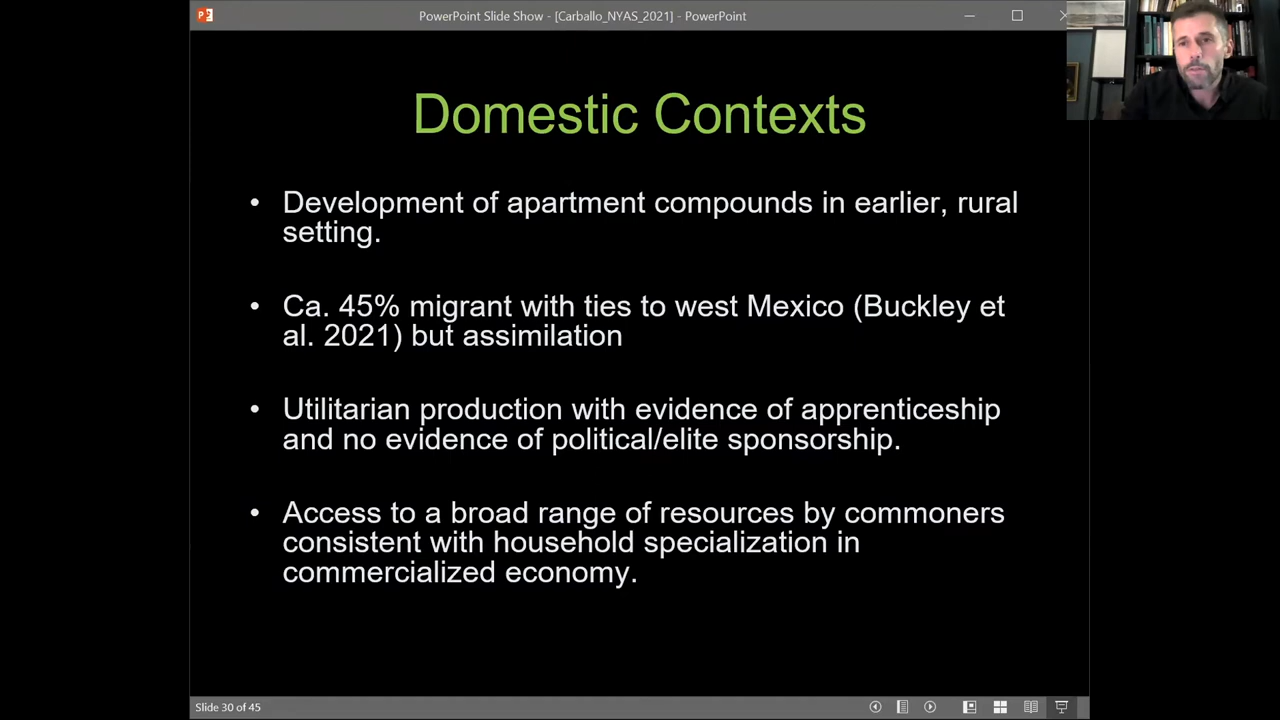 PowerPoint Slide Show - [Carballo_NYAS_2021] - PowerPoint
Domestic Contexts
• Development of apartment compounds in earlier, rural
setting.
• Ca. 45% migrant with ties to west Mexico (Buckley et
al. 2021) but assimilation
• Utilitarian production with evidence of apprenticeship
and no evidence of political/elite sponsorship.
• Access to a broad range of resources by commoners
consistent with household specialization in
commercialized economy.
Slide 30 of 45